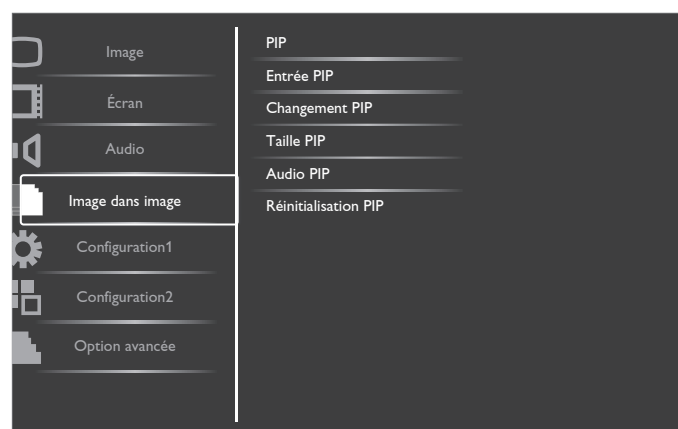 Image
Écran
Audio
Image dans image
Configuration1
Configuration2
Option avancée
PIP
Entrée PIP
Changement PIP
Taille PIP
Audio PIP
Réinitialisation PIP